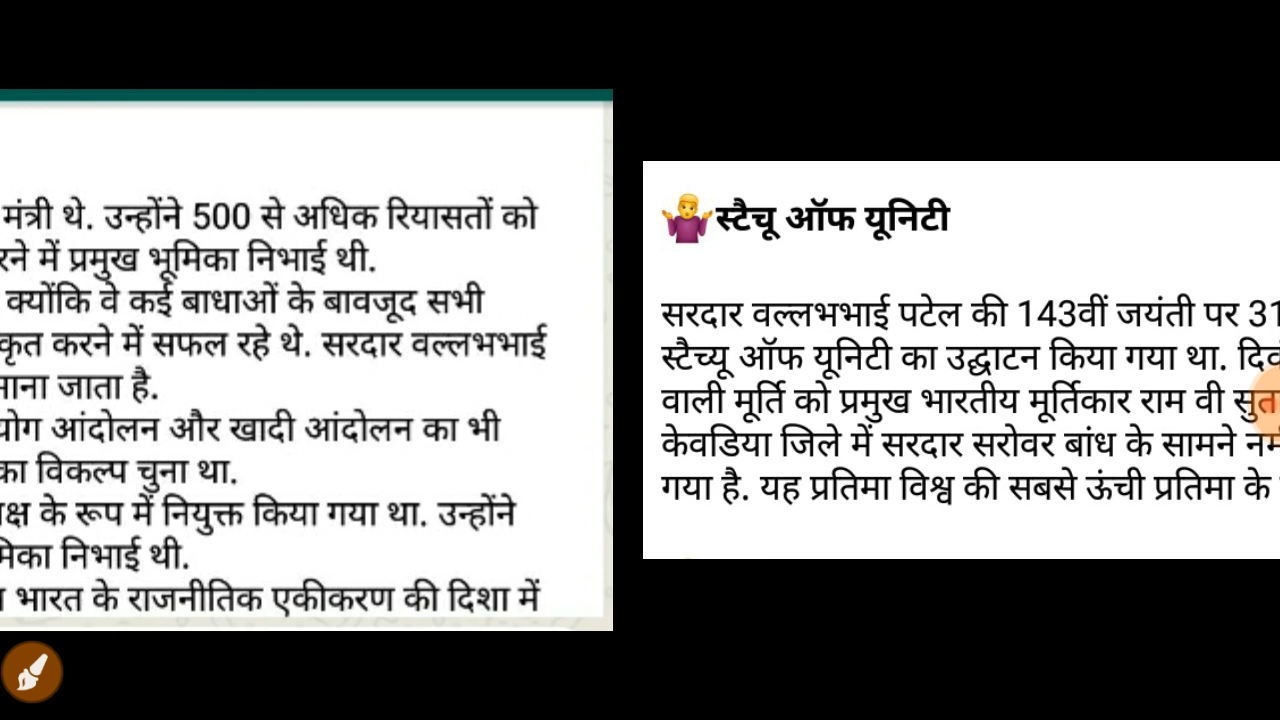 मंत्री थे. उन्होंने 500 से अधिक रियासतों को
रने में प्रमुख भूमिका निभाई थी.
क्योंकि वे कई बाधाओं के बावजूद सभी
कृत करने में सफल रहे थे. सरदार वल्लभभाई
माना जाता है.
योग आंदोलन और खादी आंदोलन का भी
का विकल्प चुना था.
के रूप में नियुक्त किया गया था. उन्होंने
मिका निभाई थी.
भारत के राजनीतिक एकीकरण की दिशा में
🤷स्टैचू ऑफ यूनिटी
सरदार वल्लभभाई पटेल की 143वीं जयंती पर 31
स्टैच्यू ऑफ यूनिटी का उद्घाटन किया गया था.
वाली मूर्ति को प्रमुख भारतीय मूर्तिकार राम वी सुत
केवडिया जिले में सरदार सरोवर बांध के सामने नर्म
गया है. यह प्रतिमा विश्व की सबसे ऊंची प्रतिमा के